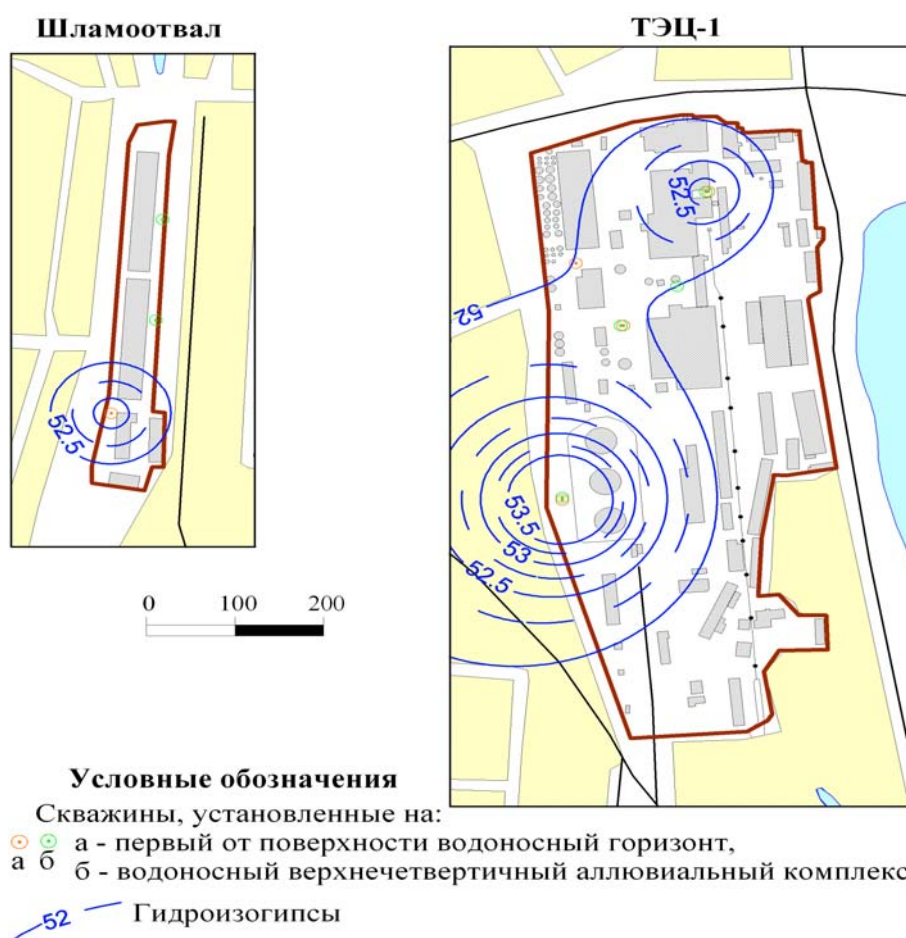 Шламоотвал
ТЭЦ-1
52.5
52
52.5
53.5
53
52.5
0 100 200
Условные обозначения
Скважины, установленные на:
а б
а - первый от поверхности водоносный горизонт,
б - водоносный верхнечетвертичный аллювиальный комплекс
52 Гидроизогипсы